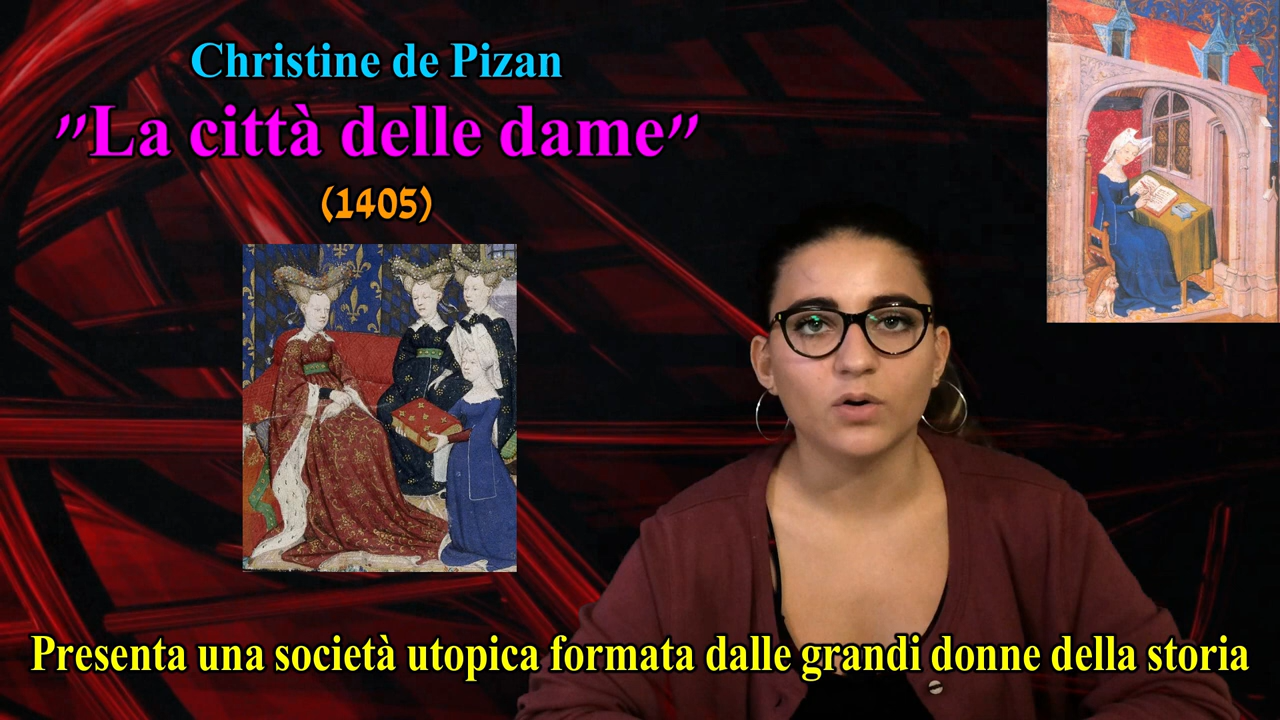 Christine de Pizan
"La città delle dame"
(1405)
Presenta una società utopica formata dalle grandi donne della storia